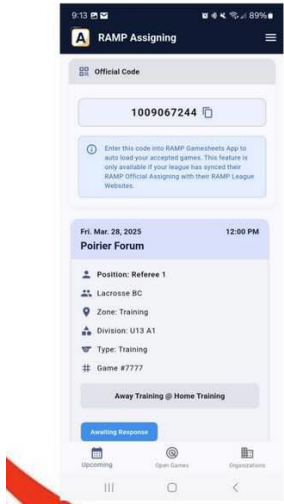 9:13 89%
A RAMP Assigning
Official Code
1009067244
Enter this code into RAMP Gamesheets App to
auto load your accepted games. This feature is
only available if your league has synced their
RAMP Official Assigning with their RAMP League
Websites.
Fri. Mar. 28, 2025 12:00 PM
Poirier Forum
Position: Referee 1
Lacrosse BC
Zone: Training
Division: U13 A1
Type: Training
# Game #7777
Away Training @ Home Training
Awaiting Response
Upcoming Open Games Organizations